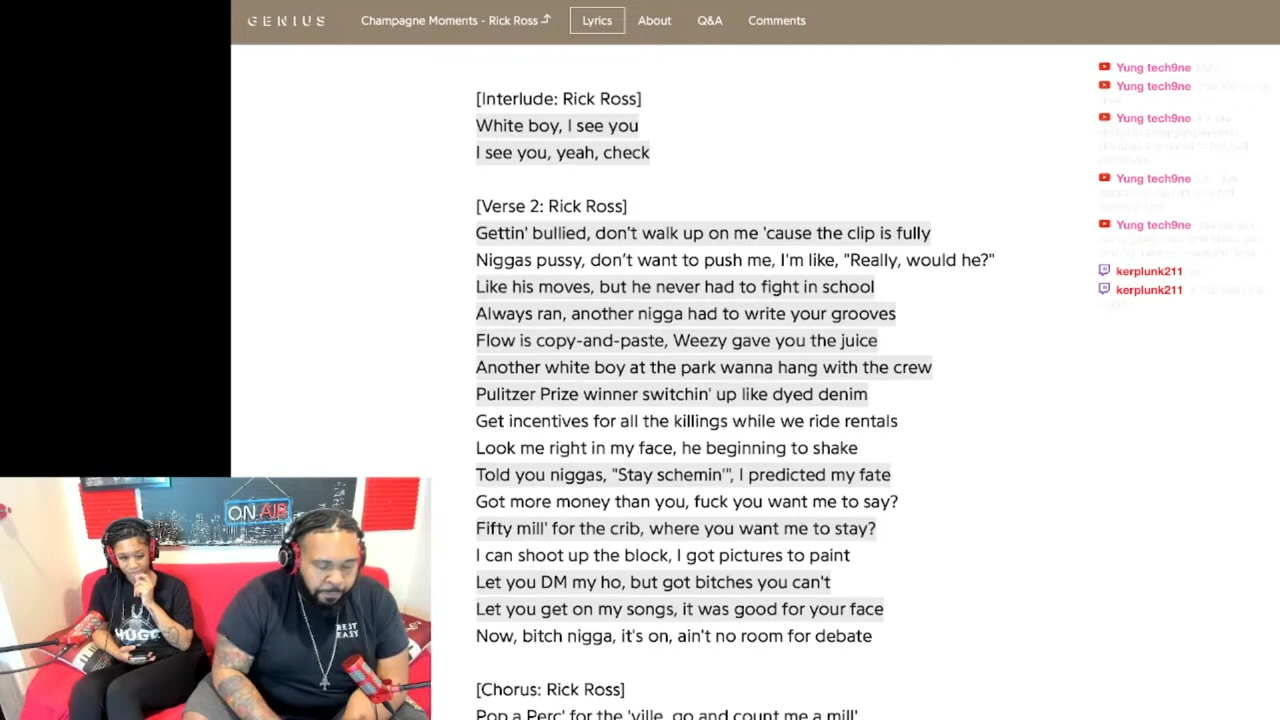 GENIUS
Champagne Moments - Rick Ross
Lyrics
About
Q&A
Comments
[Interlude: Rick Ross]
White boy, I see you
I see you, yeah, check
[Verse 2: Rick Ross]
Gettin' bullied, don't walk up on me 'cause the clip is fully
Niggas pussy, don't want to push me, I'm like, "Really, would he?"
Like his moves, but he never had to fight in school
Always ran, another nigga had to write your grooves
Flow is copy-and-paste, Weezy gave you the juice
Another white boy at the park wanna hang with the crew
Pulitzer Prize winner switchin' up like dyed denim
Get incentives for all the killings while we ride rentals
Look me right in my face, he beginning to shake
Told you niggas, "Stay schemin'", I predicted my fate
Got more money than you, fuck you want me to say?
Fifty mill' for the crib, where you want me to stay?
I can shoot up the block, I got pictures to paint
Let you DM my ho, but got bitches you can't
Let you get on my songs, it was good for your face
Now, bitch nigga, it's on, ain't no room for debate
[Chorus: Rick Ross]
Pop a Perc' for the 'ville, go and count me a mill'
Yung tech9ne
Yung tech9ne
Yung tech9ne
Yung tech9ne
Yung tech9ne
kerplunk211
kerplunk211
ON AIR